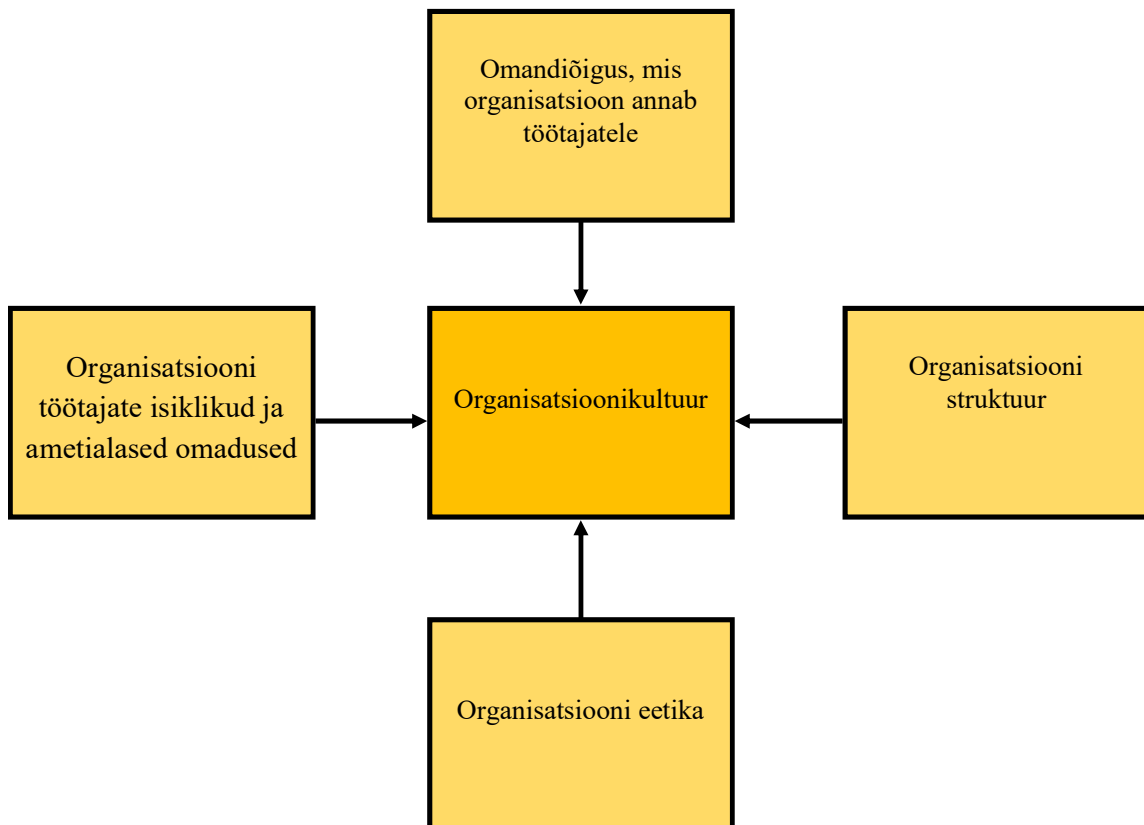 Omandiõigus, mis
organisatsioon annab
töötajatele
Organisatsiooni
töötajate isiklikud ja
ametialased omadused
Organisatsioonikultuur
Organisatsiooni
struktuur
Organisatsiooni eetika